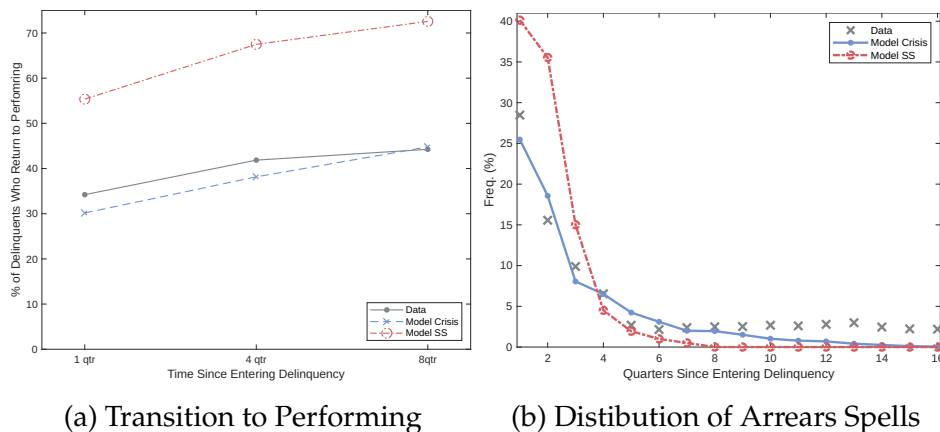 70
60
50
40
30
20
10
0
% of Delinquents Who Return to Perfomring
1 qtr
4 qtr
8qtr
Time Since Entering Delinquency
Data
Model Crisis
Model SS
(a) Transition to Performing
40
35
30
25
20
15
10
5
0
Freq. (%)
2
4
6
8
10
12
14
16
Quarters Since Entering Delinquency
Data
Model Crisis
Model SS
(b) Distibution of Arrears Spells